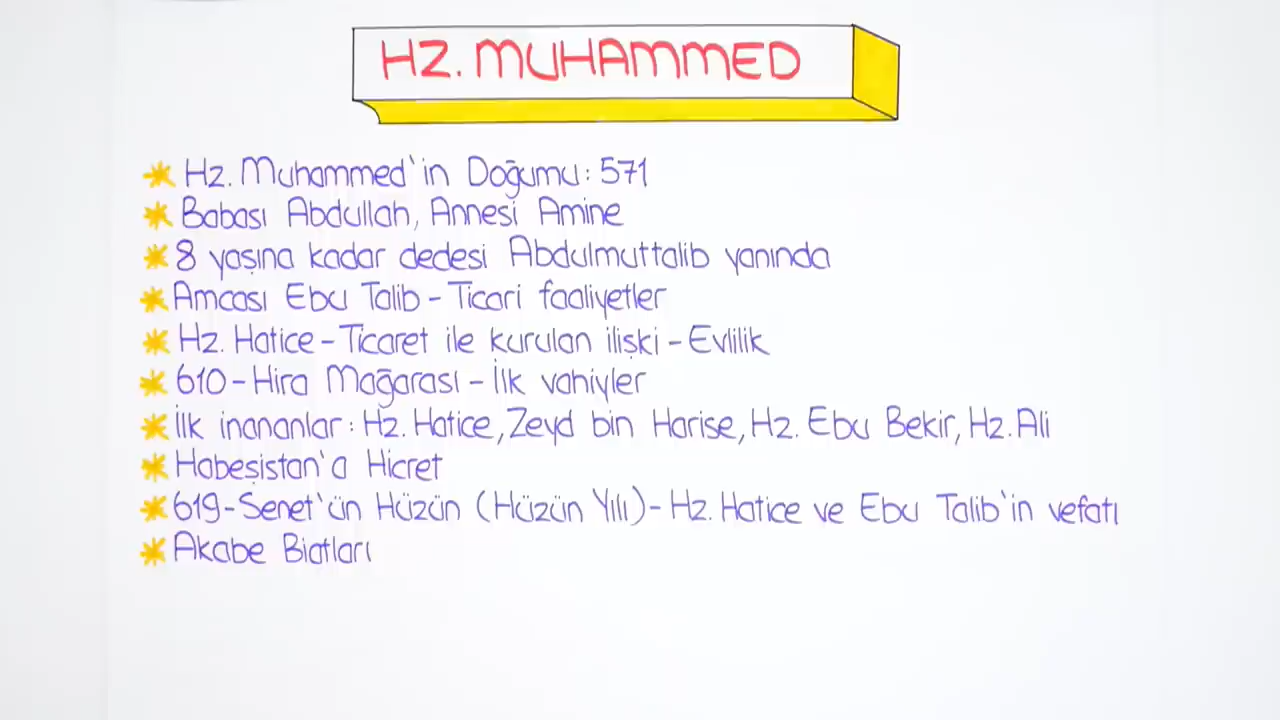 HZ. MUHAMMED
Hz. Muhammed'in Doğumu: 571
Babası Abdullah, Annesi Amine
8 yaşına kadar dedesi Abdulmuttalib yanında
Amcası Ebu Talib - Ticari faaliyetler
Hz. Hatice - Ticaret ile kurulan ilişki - Evlilik
610 - Hira Mağarası - İlk vahiyler
İlk inananlar: Hz. Hatice, Zeyd bin Harise, Hz. Ebu Bekir, Hz. Ali
Habeşistan'a Hicret
619 - Senet'ün Hüzün (Hüzün Yılı) - Hz. Hatice ve Ebu Talib'in vefatı
Akabe Biatları